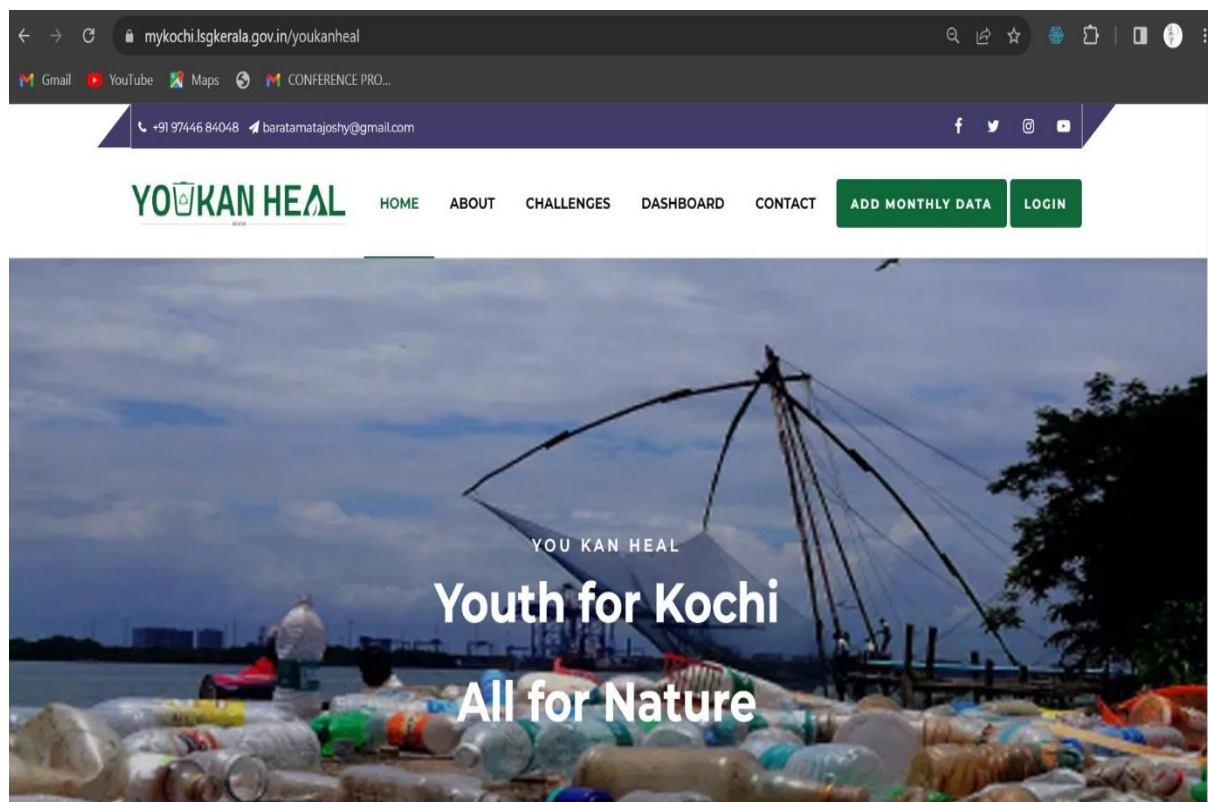 mykochi.lsgkerala.gov.in/youkanheal
Gmail YouTube Maps CONFERENCE PRO...
+91 97446 84048 baratamatajoshy@gmail.com
YOUKAN HEAL HOME ABOUT CHALLENGES DASHBOARD CONTACT ADD MONTHLY DATA LOGIN
YOU KAN HEAL
Youth for Kochi
All for Nature